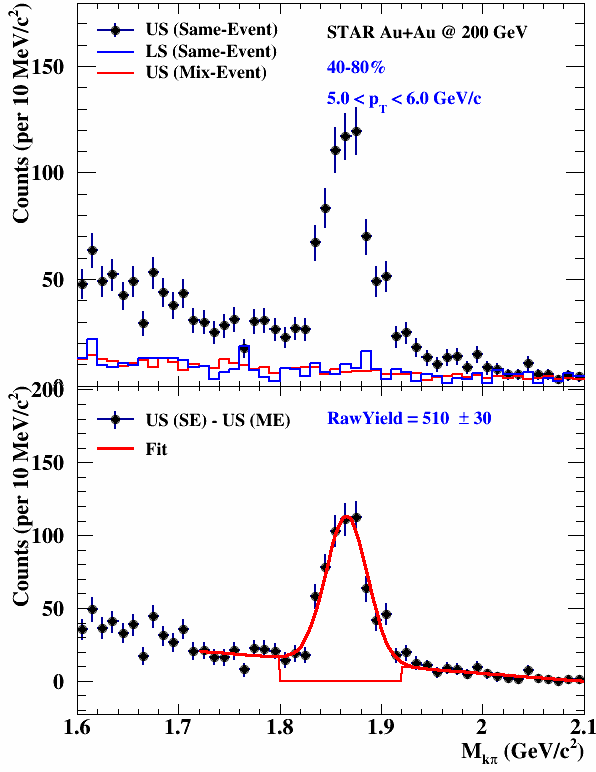 US (Same-Event)
LS (Same-Event)
US (Mix-Event)
STAR Au+Au @ 200 GeV
40-80%
5.0 < p_T < 6.0 GeV/c
Counts (per 10 MeV/c²)
150
100
50
0
US (SE) - US (ME)
Fit
RawYield = 510 ± 30
Counts (per 10 MeV/c²)
200
150
100
50
0
1.6 1.7 1.8 1.9 2 2.1
M_kπ (GeV/c²)